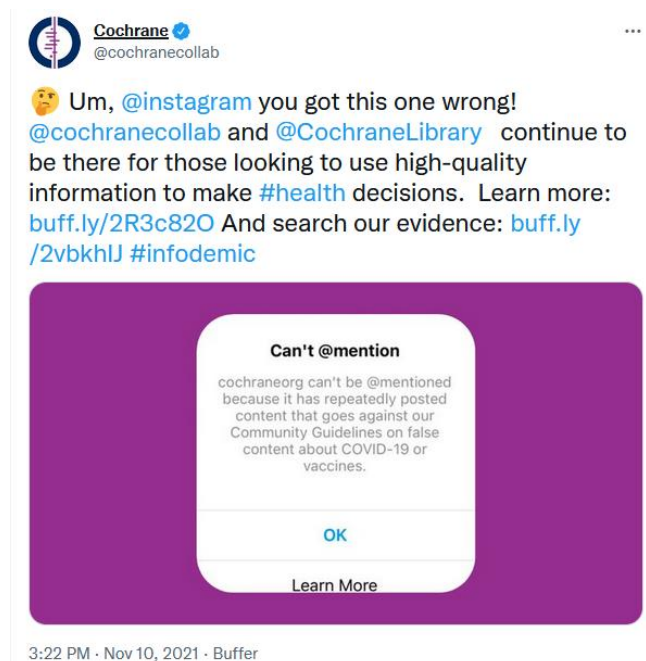 Cochrane
@cochranecollab
🤔 Um, @instagram you got this one wrong!
@cochranecollab and @CochraneLibrary continue to
be there for those looking to use high-quality
information to make #health decisions. Learn more:
buff.ly/2R3c82O And search our evidence: buff.ly
/2vbkhIJ #infodemic
Can't @mention
cochraneorg can't be @mentioned
because it has repeatedly posted
content that goes against our
Community Guidelines on false
content about COVID-19 or
vaccines.
OK
Learn More
3:22 PM · Nov 10, 2021 · Buffer